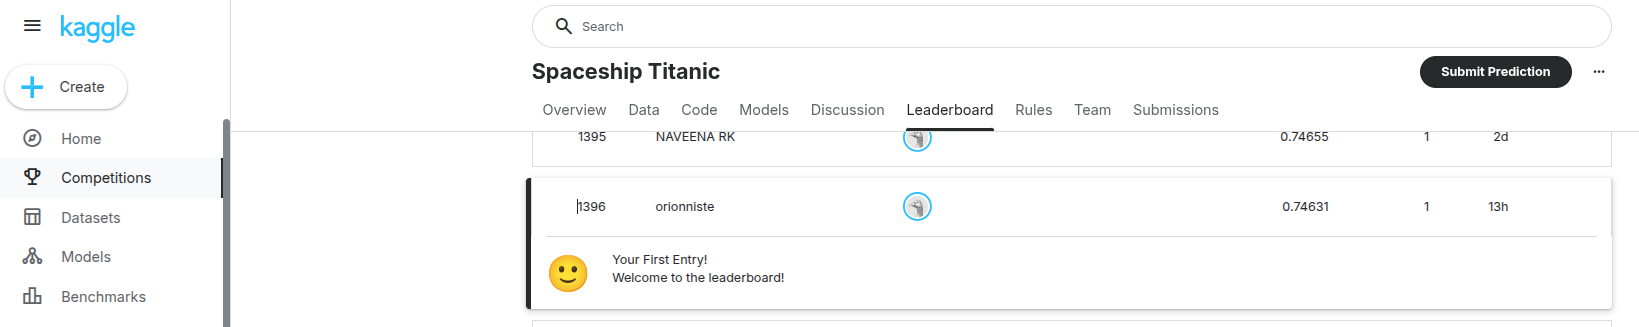 kaggle
Search
Create
Spaceship Titanic
Submit Prediction
Overview Data Code Models Discussion Leaderboard Rules Team Submissions
Home
Competitions
Datasets
Models
Benchmarks
1395 NAVEENA RK 0.74655 1 2d
1396 orionniste 0.74631 1 13h
Your First Entry!
Welcome to the leaderboard!